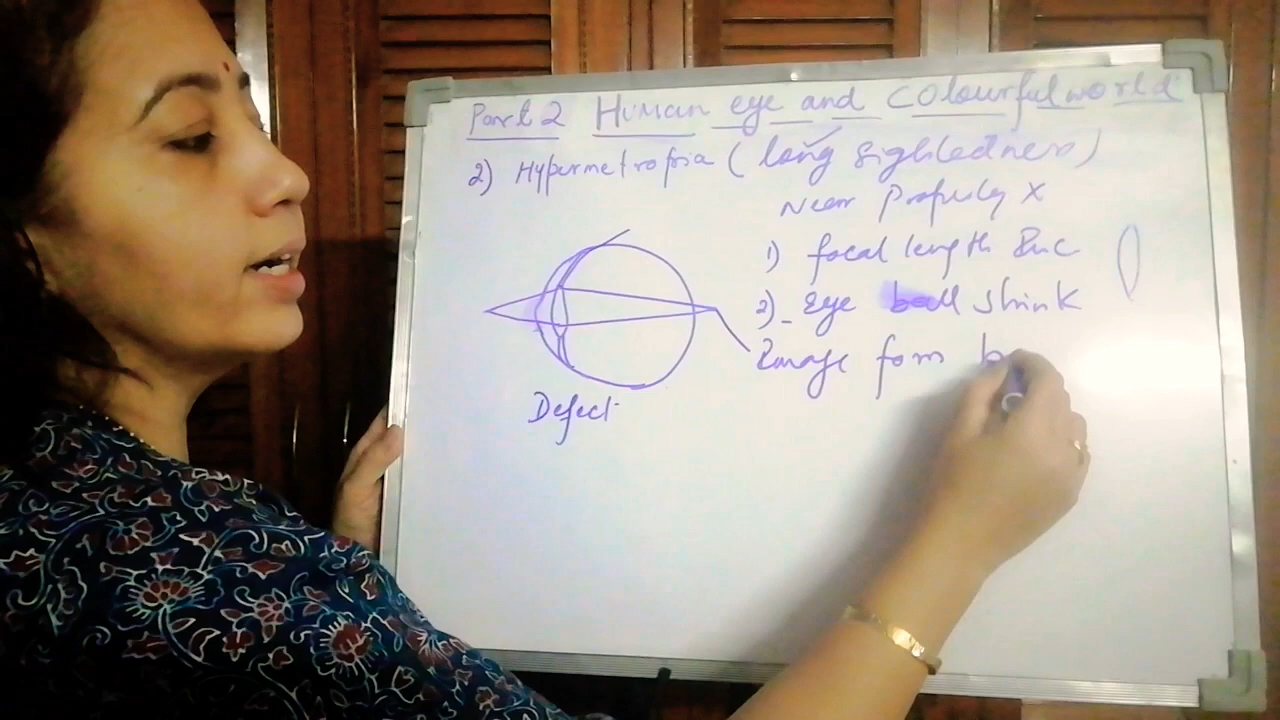 Part 2 Human eye and Colourful world
2) Hypermetropia (long sightedness)
Near Properly X
1) focal length Inc
2) Eye ball shrink
Image form b
Defect